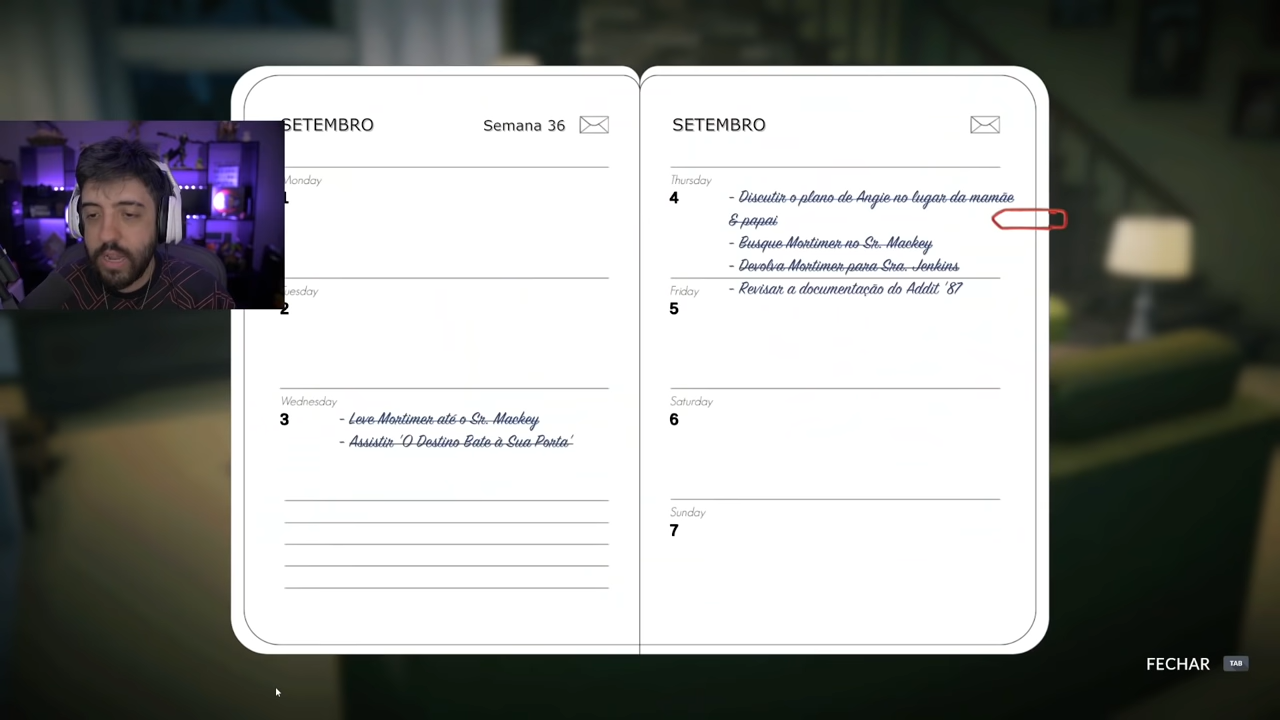 SETEMBRO Semana 36
Monday
1
Tuesday
2
Wednesday
3 - Leve Mortimer até o Sr. Mackey
- Assistir 'O Destino Bate à Sua Porta'
SETEMBRO
Thursday
4 - Discutir o plano de Angie no lugar da mamãe
& papai
- Busque Mortimer no Sr. Mackey
- Devolva Mortimer para Sra. Jenkins
Friday
5 - Revisar a documentação do Addit '87
Saturday
6
Sunday
7
FECHAR TAB